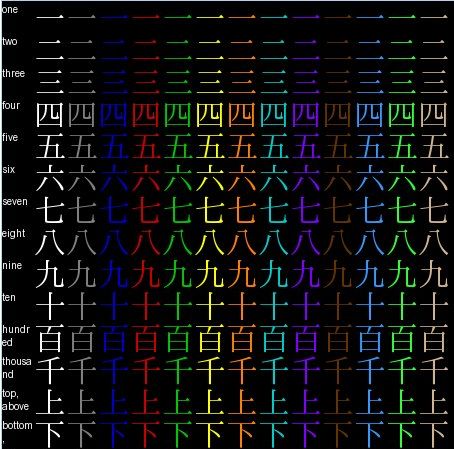 one 一 一 一 一 一 一 一 一 一 一 一 一 一
two 二 二 二 二 二 二 二 二 二 二 二 二 二
three 三 三 三 三 三 三 三 三 三 三 三 三 三
four 四 四 四 四 四 四 四 四 四 四 四 四 四
five 五 五 五 五 五 五 五 五 五 五 五 五 五
six 六 六 六 六 六 六 六 六 六 六 六 六 六
seven 七 七 七 七 七 七 七 七 七 七 七 七 七
eight 八 八 八 八 八 八 八 八 八 八 八 八 八
nine 九 九 九 九 九 九 九 九 九 九 九 九 九
ten 十 十 十 十 十 十 十 十 十 十 十 十 十
hundr
ed 百 百 百 百 百 百 百 百 百 百 百 百 百
thousa
nd 千 千 千 千 千 千 千 千 千 千 千 千 千
top,
above 上 上 上 上 上 上 上 上 上 上 上 上 上
bottom 下 下 下 下 下 下 下 下 下 下 下 下 下
,